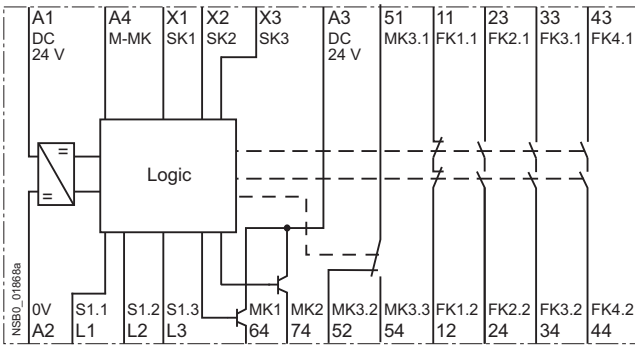 A1 A4 X1 X2 X3 A3 51 11 23 33 43
DC M-MK SK1 SK2 SK3 DC MK3.1 FK1.1 FK2.1 FK3.1 FK4.1
24 V 24 V
=
=
Logic
NSB0_01868a
0V S1.1 S1.2 S1.3 MK1 MK2 MK3.2 MK3.3 FK1.2 FK2.2 FK3.2 FK4.2
A2 L1 L2 L3 64 74 52 54 12 24 34 44